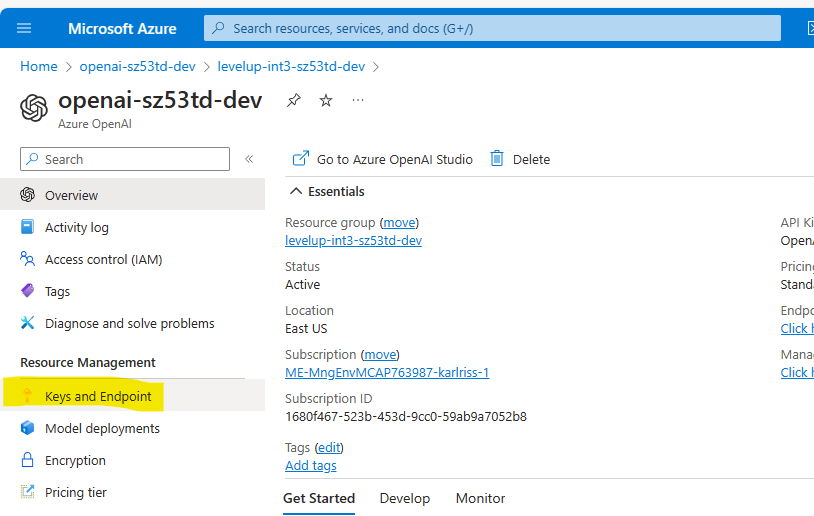 Microsoft Azure
Search resources, services, and docs (G+/)
Home > openai-sz53td-dev > levelup-int3-sz53td-dev >
openai-sz53td-dev
Azure OpenAI
Search
Overview
Activity log
Access control (IAM)
Tags
Diagnose and solve problems
Resource Management
Keys and Endpoint
Model deployments
Encryption
Pricing tier
Go to Azure OpenAI Studio
Delete
Essentials
Resource group (move)
levelup-int3-sz53td-dev
Status
Active
Location
East US
Subscription (move)
ME-MngEnvMCAP763987-karlriss-1
Subscription ID
1680f467-523b-453d-9cc0-59ab9a7052b8
Tags (edit)
Add tags
API Ki
OpenA
Pricing
Standa
Endpo
Click h
Manag
Click h
Get Started
Develop
Monitor